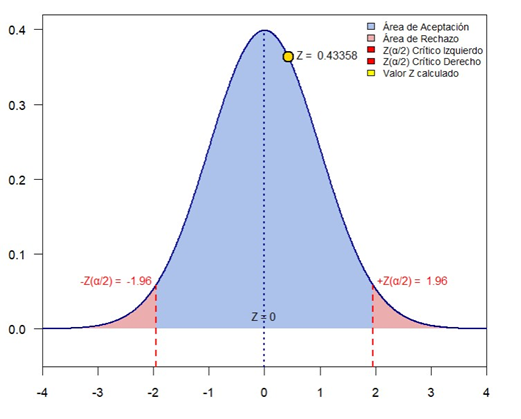 Área de Aceptación
Área de Rechazo
Z(α/2) Crítico Izquierdo
Z(α/2) Crítico Derecho
Valor Z calculado
0.4
Z = 0.43358
0.3
0.2
0.1
-Z(α/2) = -1.96
+Z(α/2) = 1.96
Z = 0
0.0
-4 -3 -2 -1 0 1 2 3 4